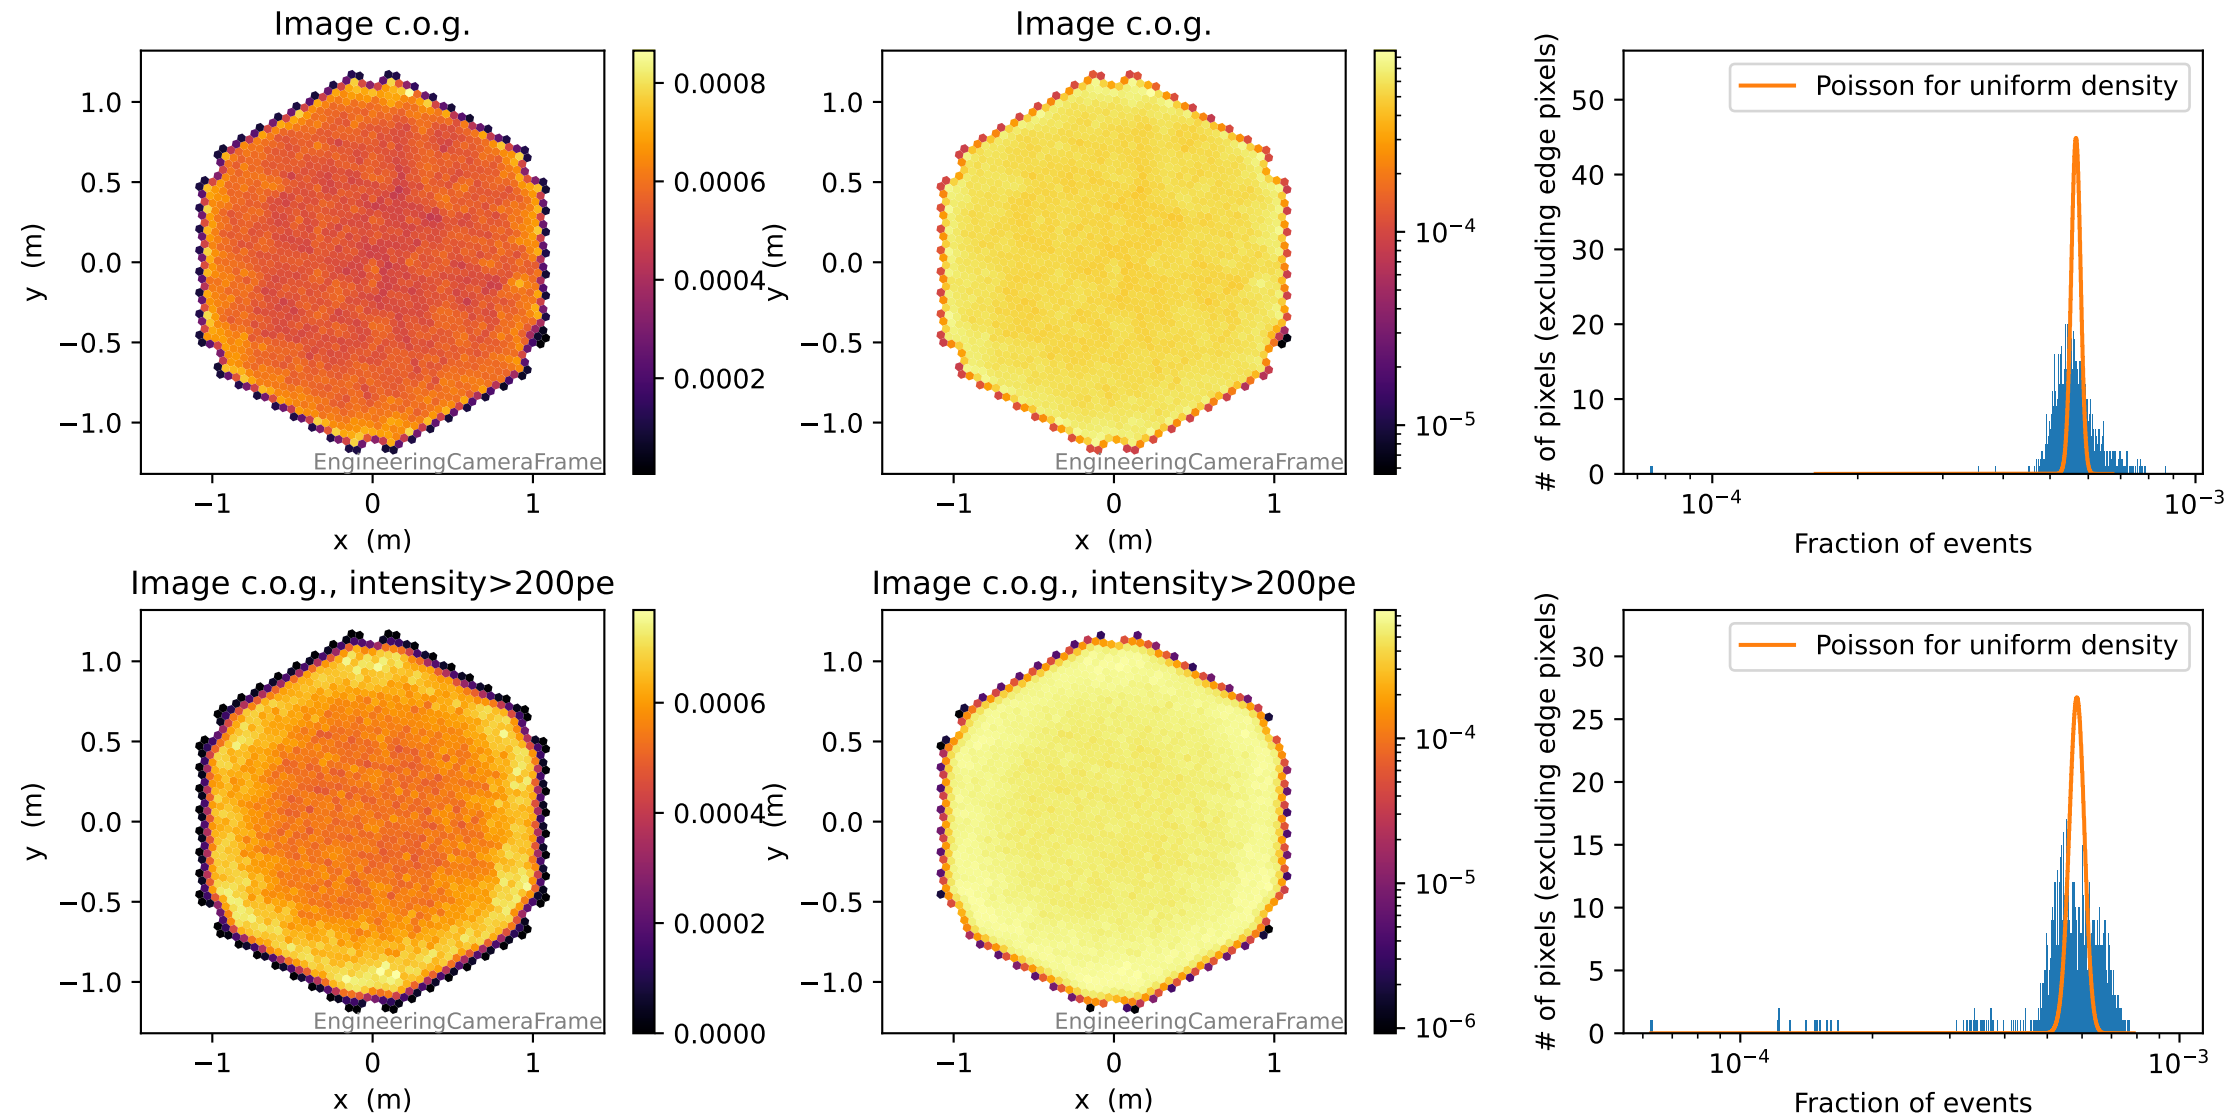 Image c.o.g.
1.0
0.5
0.0
−0.5
−1.0
y (m)
−1
0
1
x (m)
EngineeringCameraFrame
0.0008
0.0006
0.0004
0.0002
Image c.o.g.
1.0
0.5
0.0
−0.5
−1.0
y (m)
−1
0
1
x (m)
EngineeringCameraFrame
10−4
10−5
Poisson for uniform density
50
40
30
20
10
0
# of pixels (excluding edge pixels)
10−4
10−3
Fraction of events
Image c.o.g., intensity>200pe
1.0
0.5
0.0
−0.5
−1.0
y (m)
−1
0
1
x (m)
EngineeringCameraFrame
0.0006
0.0004
0.0002
0.0000
Image c.o.g., intensity>200pe
1.0
0.5
0.0
−0.5
−1.0
y (m)
−1
0
1
x (m)
EngineeringCameraFrame
10−4
10−5
10−6
Poisson for uniform density
30
25
20
15
10
5
0
# of pixels (excluding edge pixels)
10−4
10−3
Fraction of events